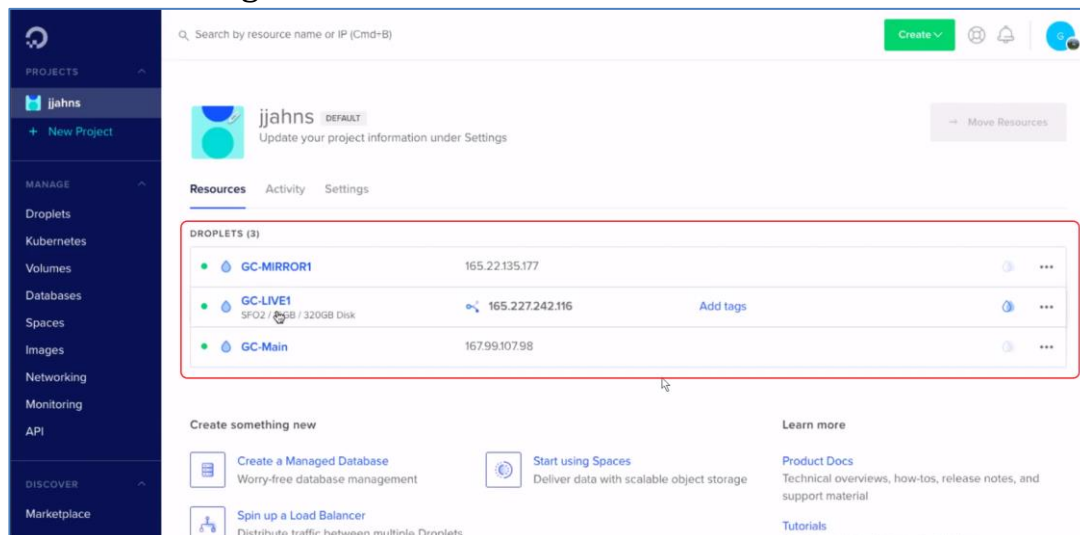 Search by resource name or IP (Cmd+B)
Create
G
PROJECTS
jjahns
+ New Project
MANAGE
Droplets
Kubernetes
Volumes
Databases
Spaces
Images
Networking
Monitoring
API
DISCOVER
Marketplace
jjahns DEFAULT
Update your project information under Settings
→ Move Resources
Resources Activity Settings
DROPLETS (3)
GC-MIRROR1 165.22.135.177
GC-LIVE1 165.227.242.116 Add tags
SFO2 / GB / 320GB Disk
GC-Main 167.99.107.98
Create something new
Create a Managed Database
Worry-free database management
Spin up a Load Balancer
Distribute traffic between multiple Droplets
Start using Spaces
Deliver data with scalable object storage
Learn more
Product Docs
Technical overviews, how-tos, release notes, and
support material
Tutorials